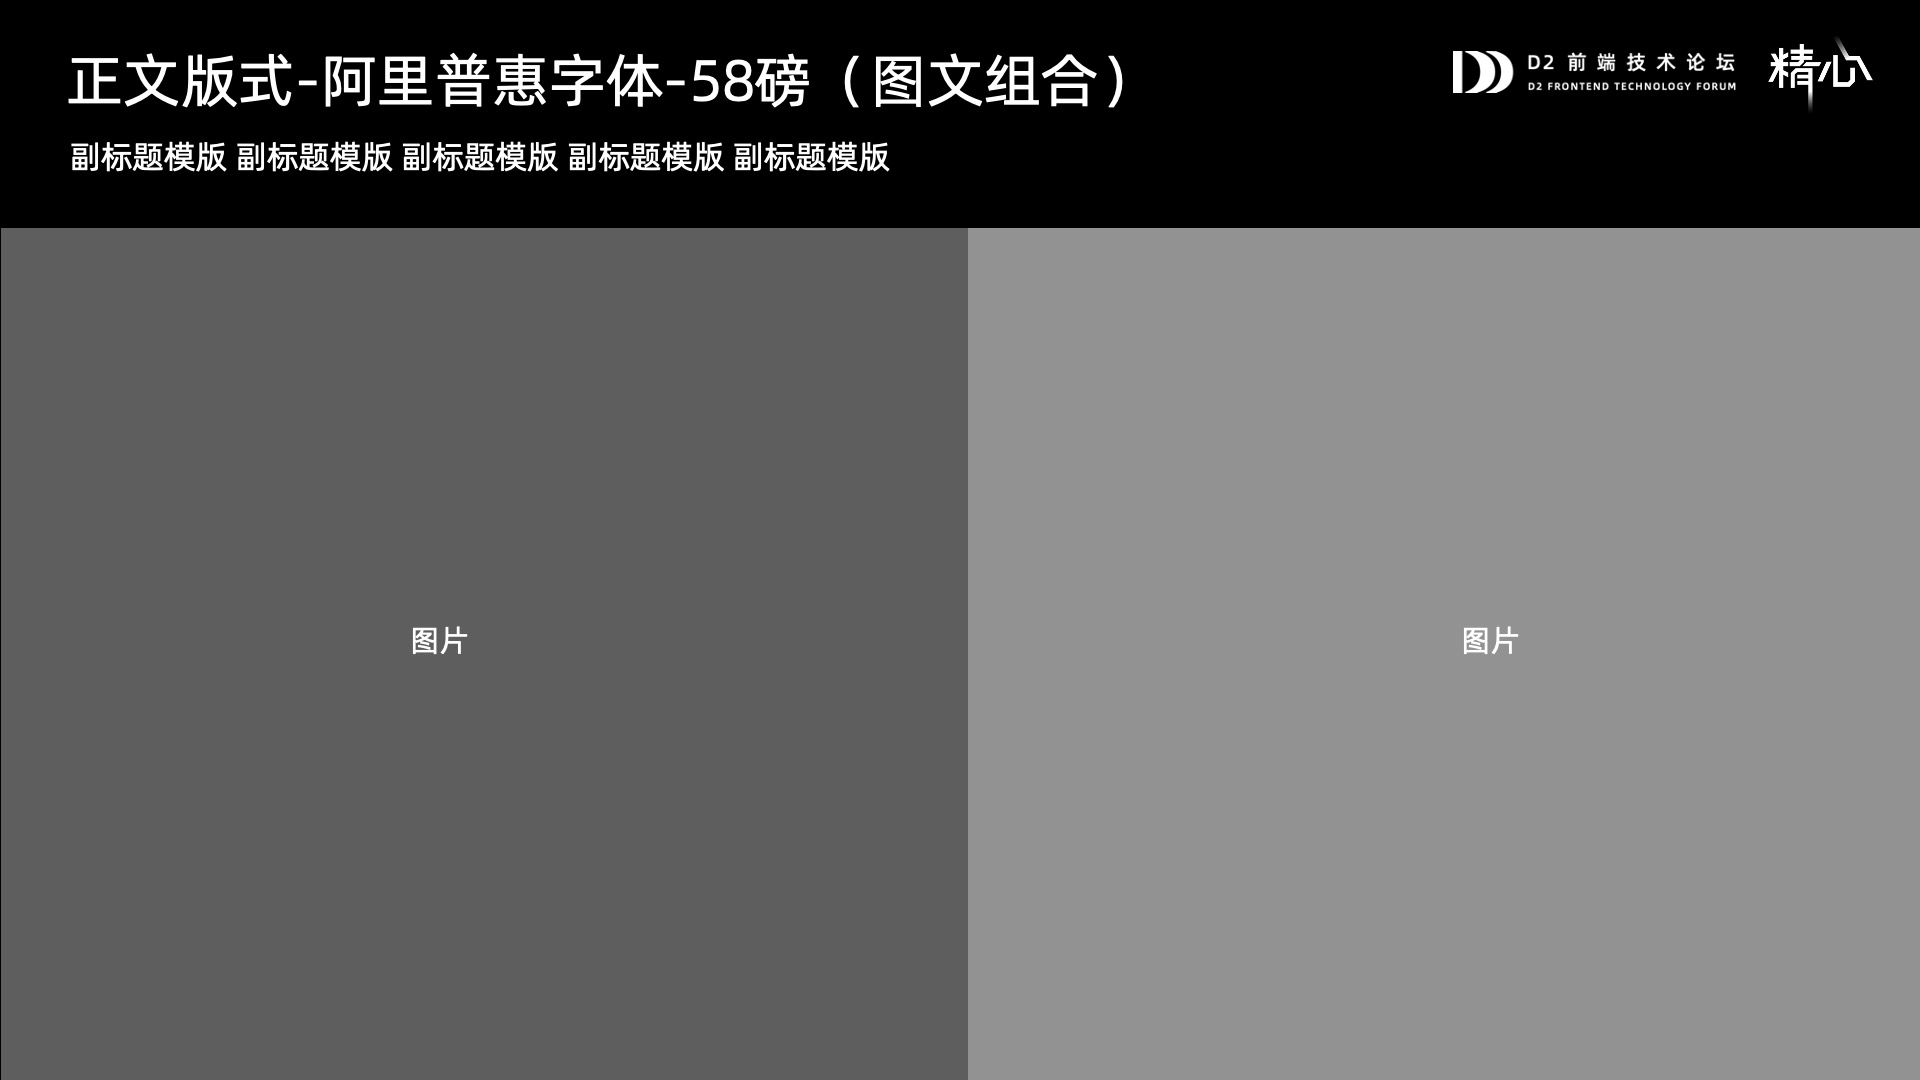 正文版式-阿里普惠字体-58磅（图文组合）
D2 前端技术论坛
D2 FRONTEND TECHNOLOGY FORUM
精心
副标题模版 副标题模版 副标题模版 副标题模版 副标题模版
图片
图片